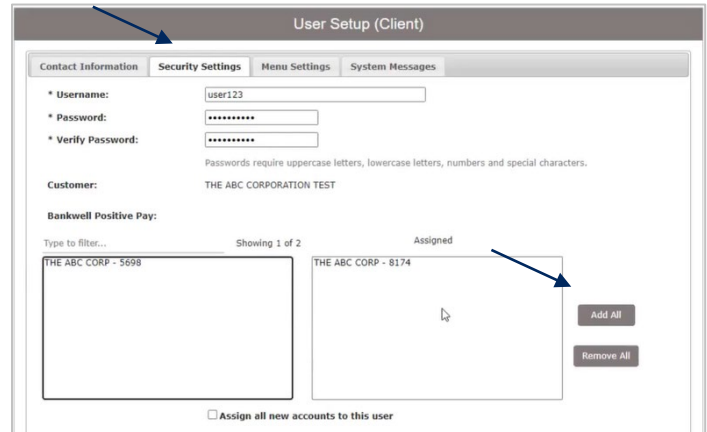 User Setup (Client)
Contact Information Security Settings Menu Settings System Messages
* Username: user123
* Password: ••••••••••
* Verify Password: ••••••••••
Passwords require uppercase letters, lowercase letters, numbers and special characters.
Customer: THE ABC CORPORATION TEST
Bankwell Positive Pay:
Type to filter... Showing 1 of 2 Assigned
THE ABC CORP - 5698 THE ABC CORP - 8174
Add All
Remove All
Assign all new accounts to this user